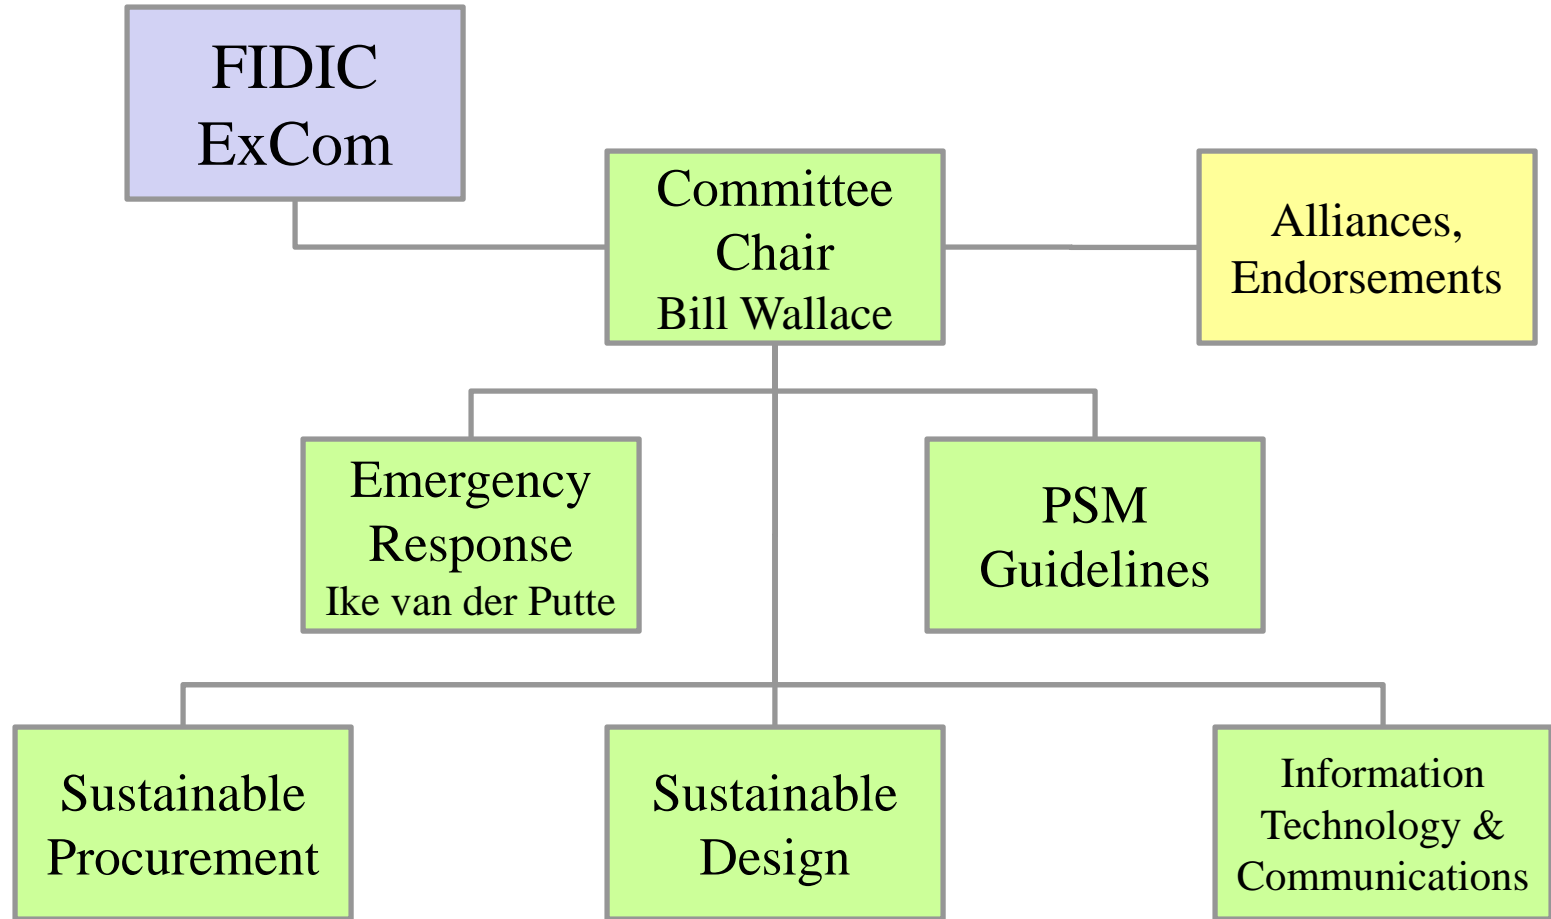 FIDIC
ExCom
Committee
Chair
Bill Wallace
Alliances,
Endorsements
Emergency
Response
Ike van der Putte
PSM
Guidelines
Sustainable
Procurement
Sustainable
Design
Information
Technology &
Communications